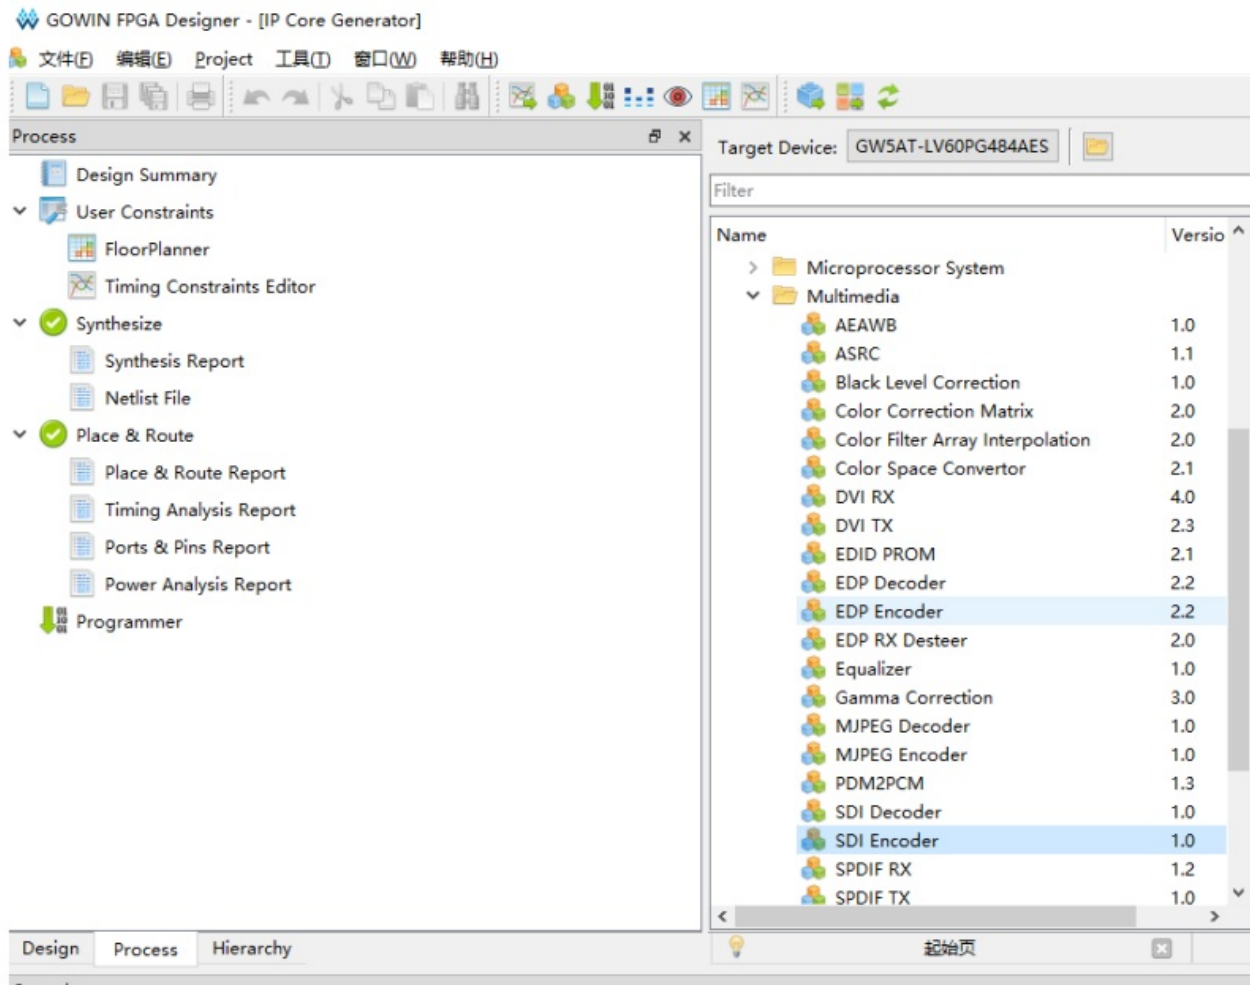 GOWIN FPGA Designer - [IP Core Generator]
文件(F) 编辑(E) Project 工具(T) 窗口(W) 帮助(H)
Process
Design Summary
User Constraints
FloorPlanner
Timing Constraints Editor
Synthesize
Synthesis Report
Netlist File
Place & Route
Place & Route Report
Timing Analysis Report
Ports & Pins Report
Power Analysis Report
Programmer
Design Process Hierarchy
Target Device: GW5AT-LV60PG484AES
Filter
Name Versio
Microprocessor System
Multimedia
AEAWB 1.0
ASRC 1.1
Black Level Correction 1.0
Color Correction Matrix 2.0
Color Filter Array Interpolation 2.0
Color Space Convertor 2.1
DVI RX 4.0
DVI TX 2.3
EDID PROM 2.1
EDP Decoder 2.2
EDP Encoder 2.2
EDP RX Desteer 2.0
Equalizer 1.0
Gamma Correction 3.0
MJPEG Decoder 1.0
MJPEG Encoder 1.0
PDM2PCM 1.3
SDI Decoder 1.0
SDI Encoder 1.0
SPDIF RX 1.2
SPDIF TX 1.0
起始页